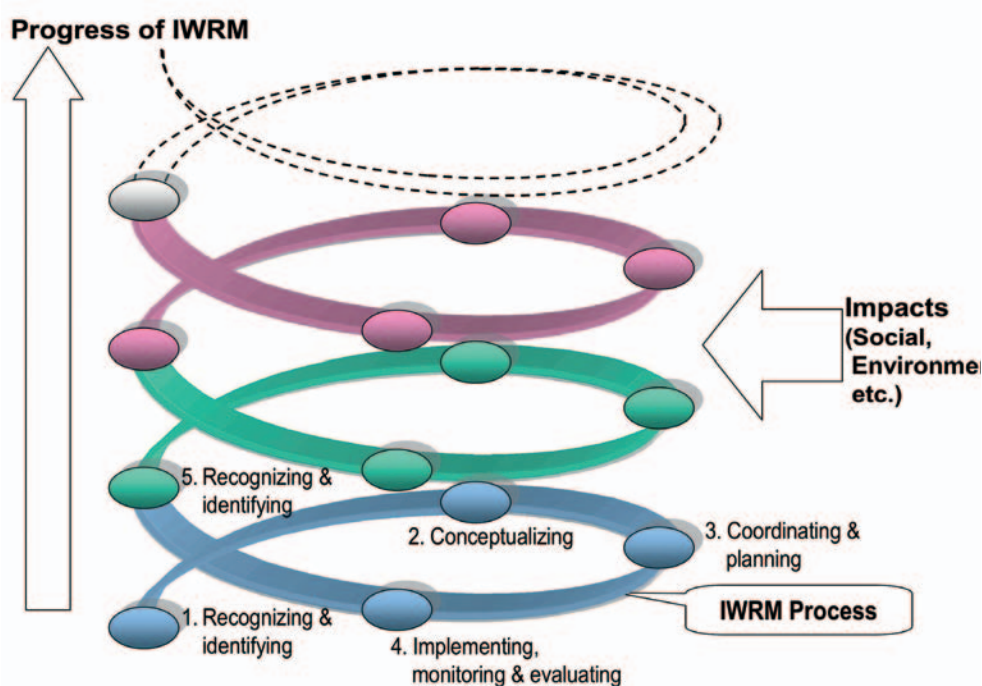 Progress of IWRM
Impacts
(Social,
Environme
etc.)
5. Recognizing &
identifying
2. Conceptualizing
3. Coordinating &
planning
IWRM Process
1. Recognizing &
identifying
4. Implementing,
monitoring & evaluating